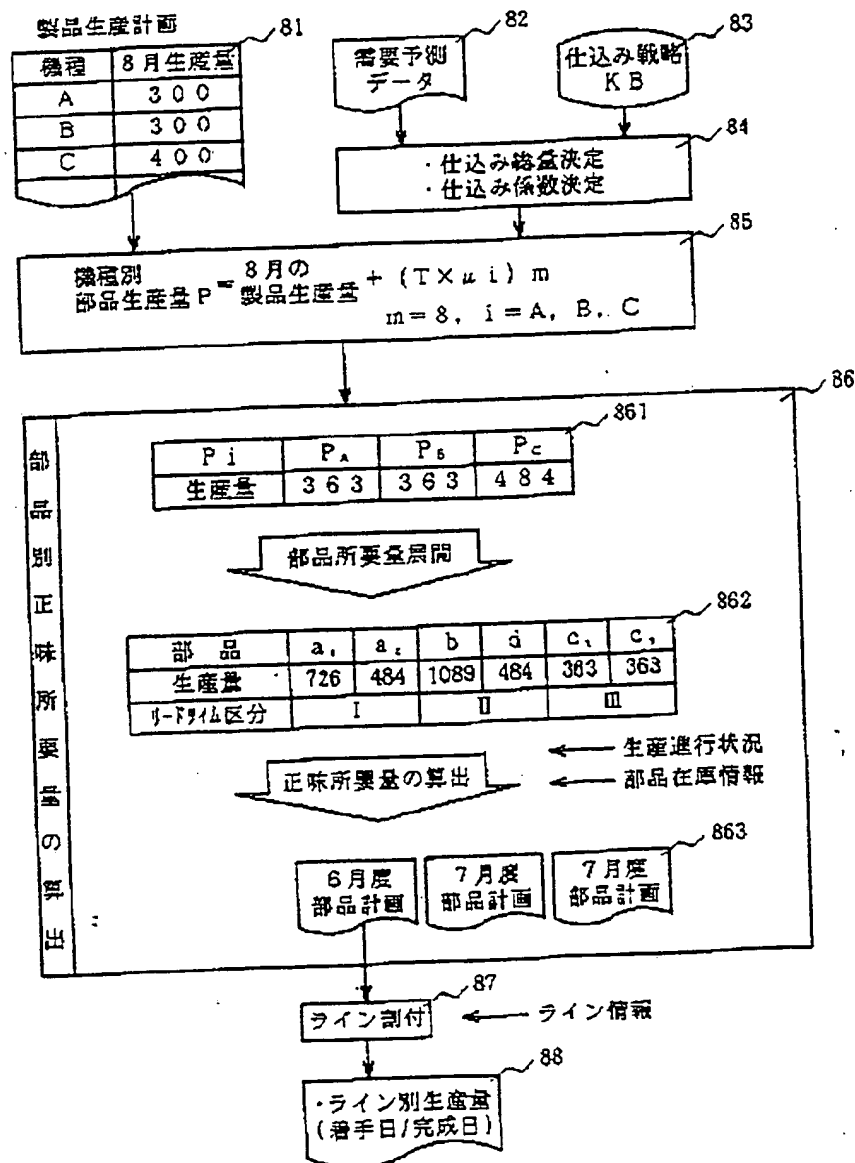 製品生産計画
81
機種 8月生産量
A 300
B 300
C 400
82
需要予測
データ
83
仕込み戦略
KB
84
・仕込み総量決定
・仕込み係数決定
85
機種別 8月の
部品生産量P=製品生産量+(T×μi)m
m=8, i=A, B, C
86
部品別正味所要量の算出
861
Pi PA PB PC
生産量 363 363 484
部品所要量展開
862
部品 a₁ a₂ b d c₁
生産量 726 484 1089 484 363 363
リードタイム区分 I II III
生産進行状況
正味所要量の算出
部品在庫情報
863
6月度
部品計画
7月度
部品計画
7月度
部品計画
87
ライン割付
ライン情報
88
・ライン別生産量
(着手日/完成日)